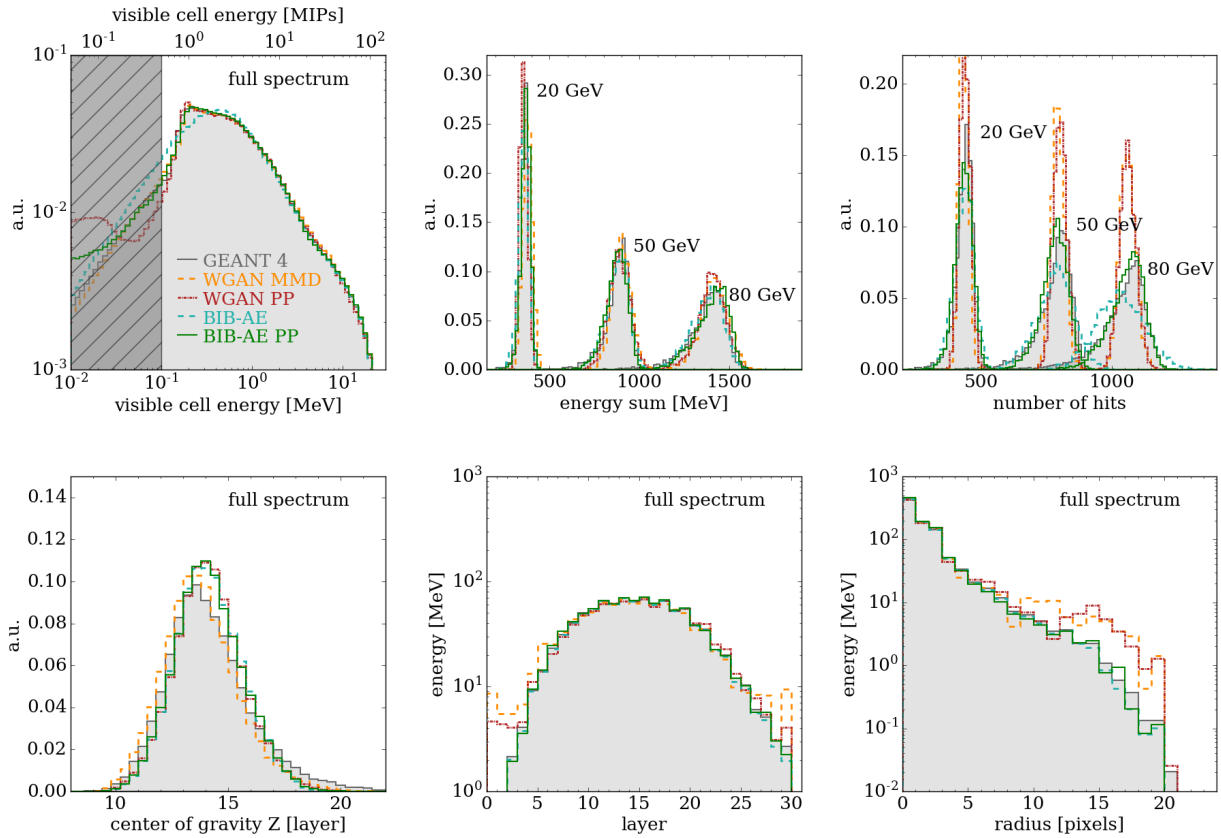 visible cell energy [MIPs]
10^-1 10^0 10^1 10^2
10^-1
10^-2
10^-3
a.u.
full spectrum
GEANT 4
WGAN MMD
WGAN PP
BIB-AE
BIB-AE PP
10^-2 10^-1 10^0 10^1
visible cell energy [MeV]
0.30
0.25
0.20
0.15
0.10
0.05
0.00
a.u.
20 GeV
50 GeV
80 GeV
500 1000 1500
energy sum [MeV]
0.20
0.15
0.10
0.05
0.00
a.u.
20 GeV
50 GeV
80 GeV
500 1000
number of hits
0.14
0.12
0.10
0.08
0.06
0.04
0.02
0.00
a.u.
full spectrum
10 15 20
center of gravity Z [layer]
10^3
10^2
10^1
10^0
energy [MeV]
full spectrum
0 5 10 15 20 25 30
layer
10^3
10^2
10^1
10^0
10^-1
10^-2
energy [MeV]
full spectrum
0 5 10 15 20
radius [pixels]